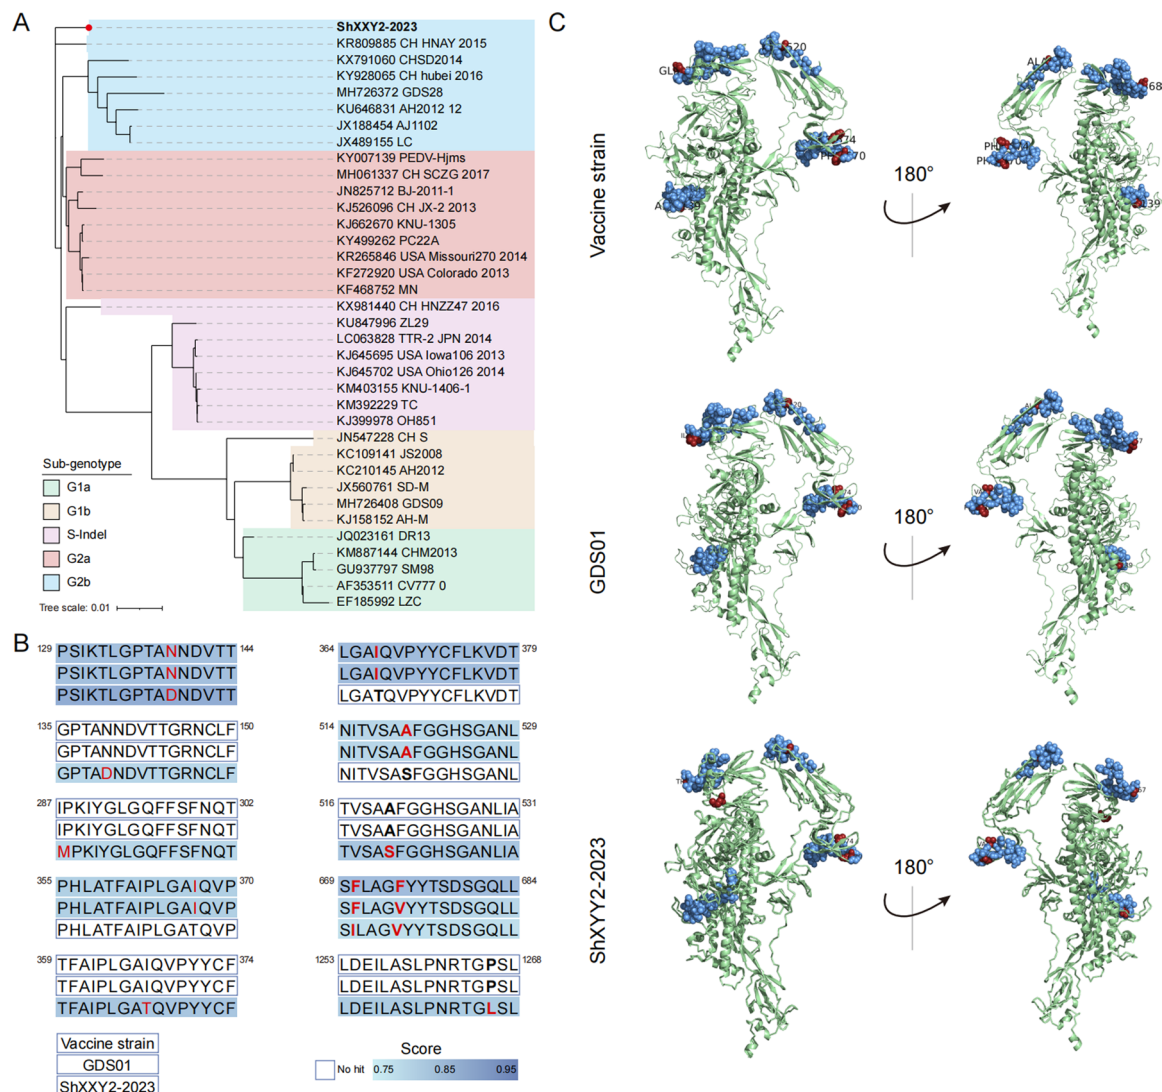 A
ShXXY2-2023
KR809885 CH HNAY 2015
KX791060 CHSD2014
KY928065 CH hubei 2016
MH726372 GDS28
KU646831 AH2012 12
JX188454 AJ1102
JX489155 LC
KY007139 PEDV-Hjms
MH061337 CH SCZG 2017
JN825712 BJ-2011-1
KJ526096 CH JX-2 2013
KJ662670 KNU-1305
KY499262 PC22A
KR265846 USA Missouri270 2014
KF272920 USA Colorado 2013
KF468752 MN
KX981440 CH HNZZ47 2016
KU847996 ZL29
LC063828 TTR-2 JPN 2014
KJ645695 USA Iowa106 2013
KJ645702 USA Ohio126 2014
KM403155 KNU-1406-1
KM392229 TC
KJ399978 OH851
JN547228 CH S
KC109141 JS2008
KC210145 AH2012
JX560761 SD-M
MH726408 GDS09
KJ158152 AH-M
JQ023161 DR13
KM887144 CHM2013
GU937797 SM98
AF353511 CV777 0
EF185992 LZC
Sub-genotype
G1a
G1b
S-Indel
G2a
G2b
Tree scale: 0.01
B
129 PSIKTLGPTANNDVTT 144
PSIKTLGPTANNDVTT
PSIKTLGPTADNDVTT
135 GPTANNDVTTGRNCLF 150
GPTANNDVTTGRNCLF
GPTADNDVTTGRNCLF
287 IPKIYGLGQFFSFNQT 302
IPKIYGLGQFFSFNQT
MPKIYGLGQFFSFNQT
355 PHLATFAIPLGAIQVP 370
PHLATFAIPLGAIQVP
PHLATFAIPLGATQVP
359 TFAIPLGAIQVPYYCF 374
TFAIPLGAIQVPYYCF
TFAIPLGATQVPYYCF
Vaccine strain
GDS01
ShXXY2-2023
364 LGAIQVPYYCFLKVDT 379
LGAIQVPYYCFLKVDT
LGATQVPYYCFLKVDT
514 NITVSAAFGGHSGANL 529
NITVSAAFGGHSGANL
NITVSASFGGHSGANL
516 TVSAAFGGHSGANLIA 531
TVSAAFGGHSGANLIA
TVSASFGGHSGANLIA
669 SFLAGFYYTSDSGQLL 684
SFLAGVYYTSDSGQLL
SILAGVYYTSDSGQLL
1253 LDEILASLPNRTGPSL 1268
LDEILASLPNRTGPSL
LDEILASLPNRTGLSL
Score
No hit 0.75 0.85 0.95
C
Vaccine strain
180°
GDS01
180°
ShXYY2-2023
180°